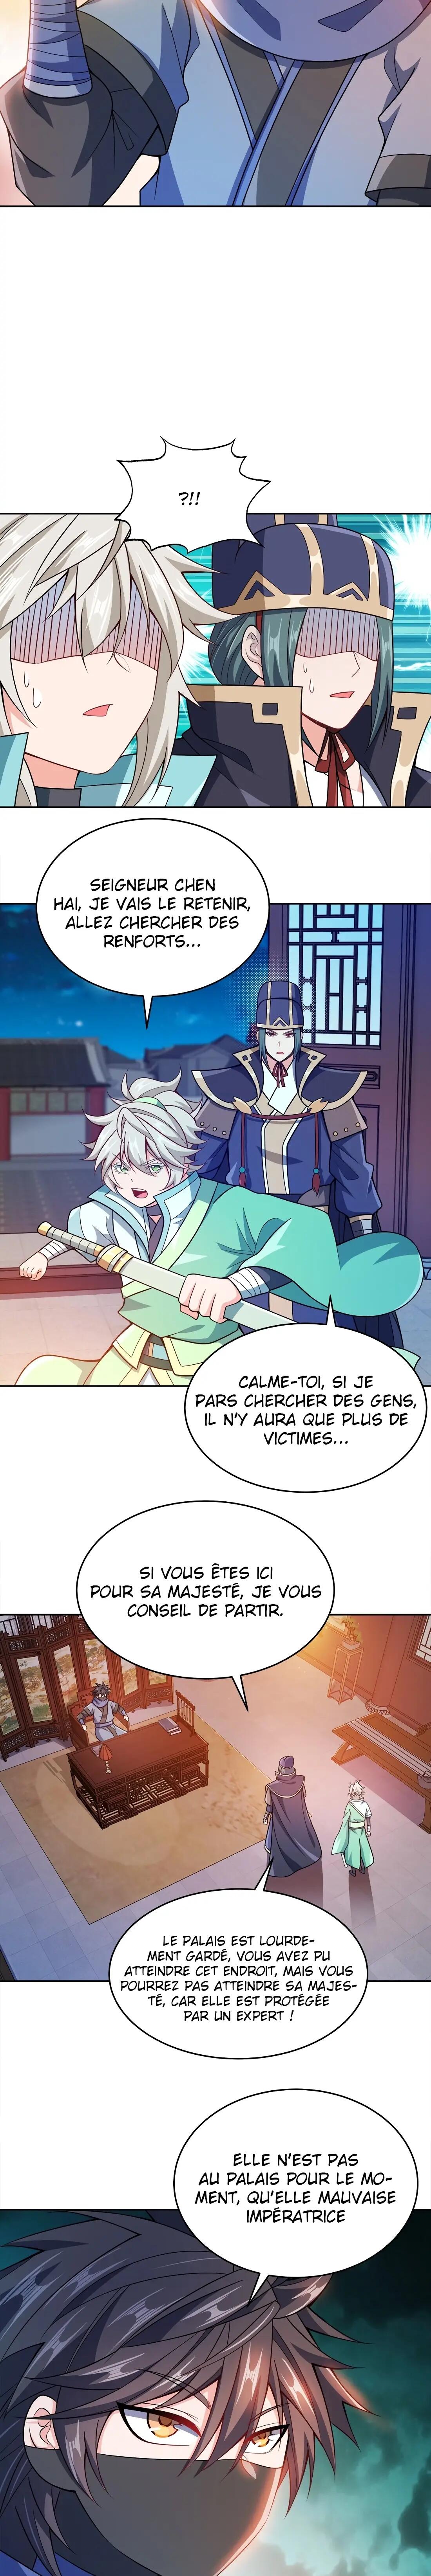 ?!!
SEIGNEUR CHEN
HAI, JE VAIS LE RETENIR,
ALLEZ CHERCHER DES
RENFORTS...
CALME-TOI, SI JE
PARS CHERCHER DES GENS,
IL N'Y AURA QUE PLUS DE
VICTIMES...
SI VOUS ÊTES ICI
POUR SA MAJESTÉ, JE VOUS
CONSEIL DE PARTIR.
LE PALAIS EST LOURDE-
MENT GARDÉ, VOUS AVEZ PU
ATTEINDRE CET ENDROIT, MAIS VOUS
POURREZ PAS ATTEINDRE SA MAJES-
TÉ, CAR ELLE EST PROTÉGÉE
PAR UN EXPERT !
ELLE N'EST PAS
AU PALAIS POUR LE MO-
MENT, QU'ELLE MAUVAISE
IMPÉRATRICE